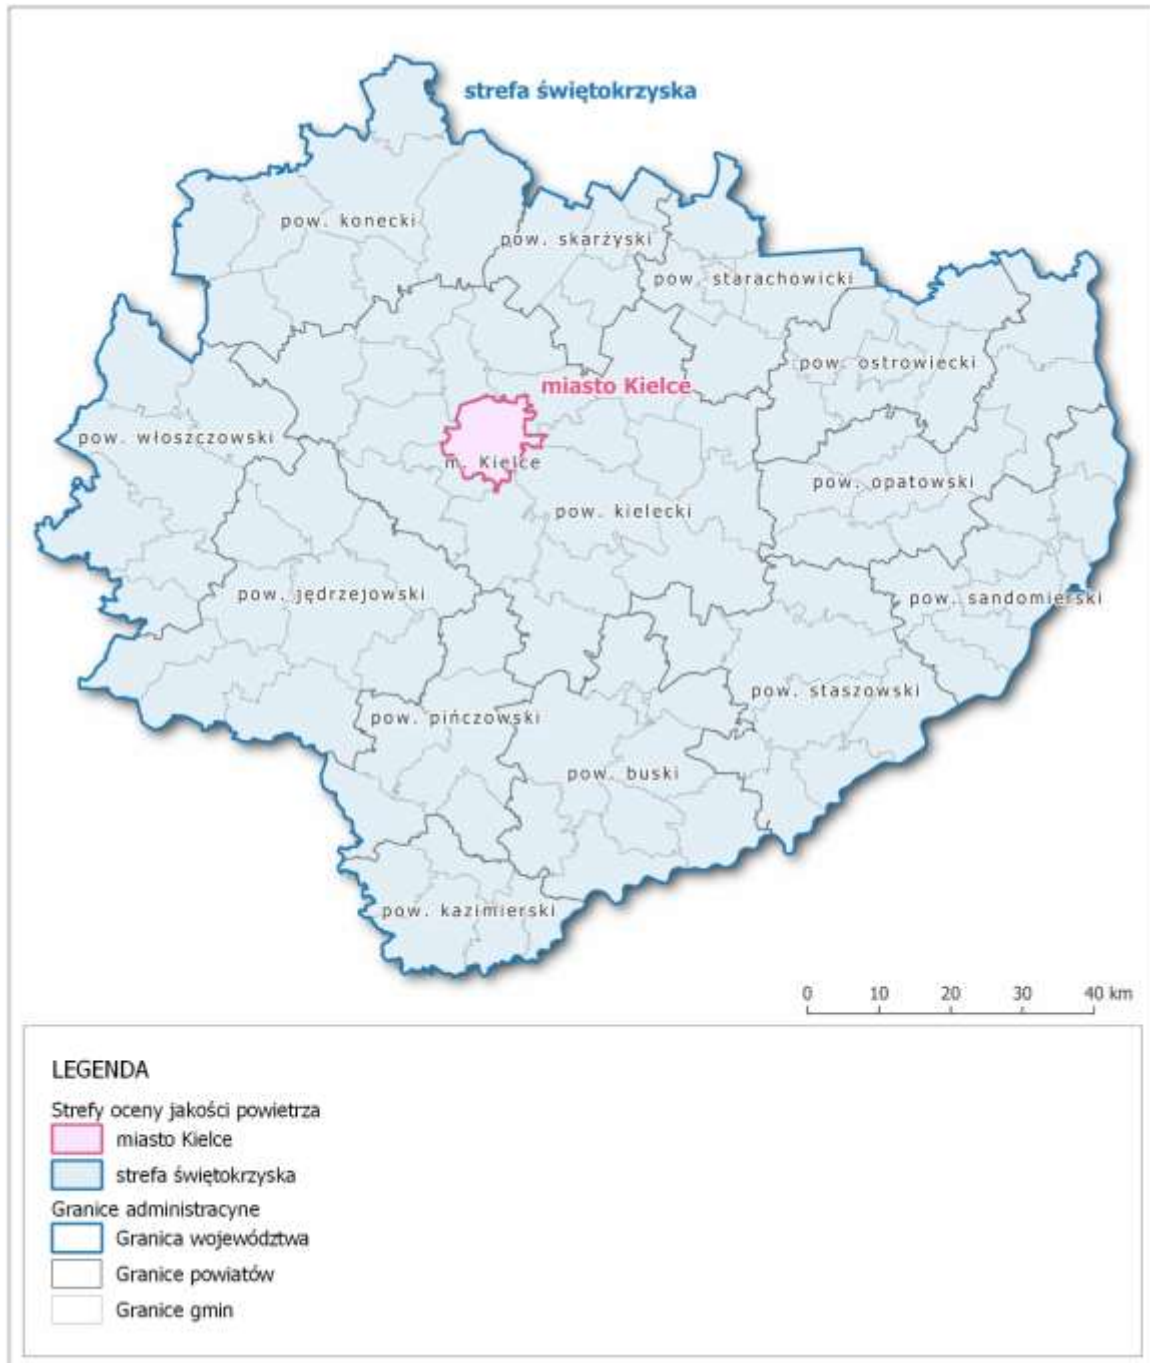 strefa świętokrzyska
pow. konecki
pow. skarżyski
pow. starachowicki
pow. ostrowiecki
miasto Kielce
pow. włoszczowski
m. Kielce
pow. opatowski
pow. kielecki
pow. jędrzejowski
pow. sandomierski
pow. staszowski
pow. pińczowski
pow. buski
pow. kazimierski
0 10 20 30 40 km
LEGENDA
Strefy oceny jakości powietrza
miasto Kielce
strefa świętokrzyska
Granice administracyne
Granica województwa
Granice powiatów
Granice gmin